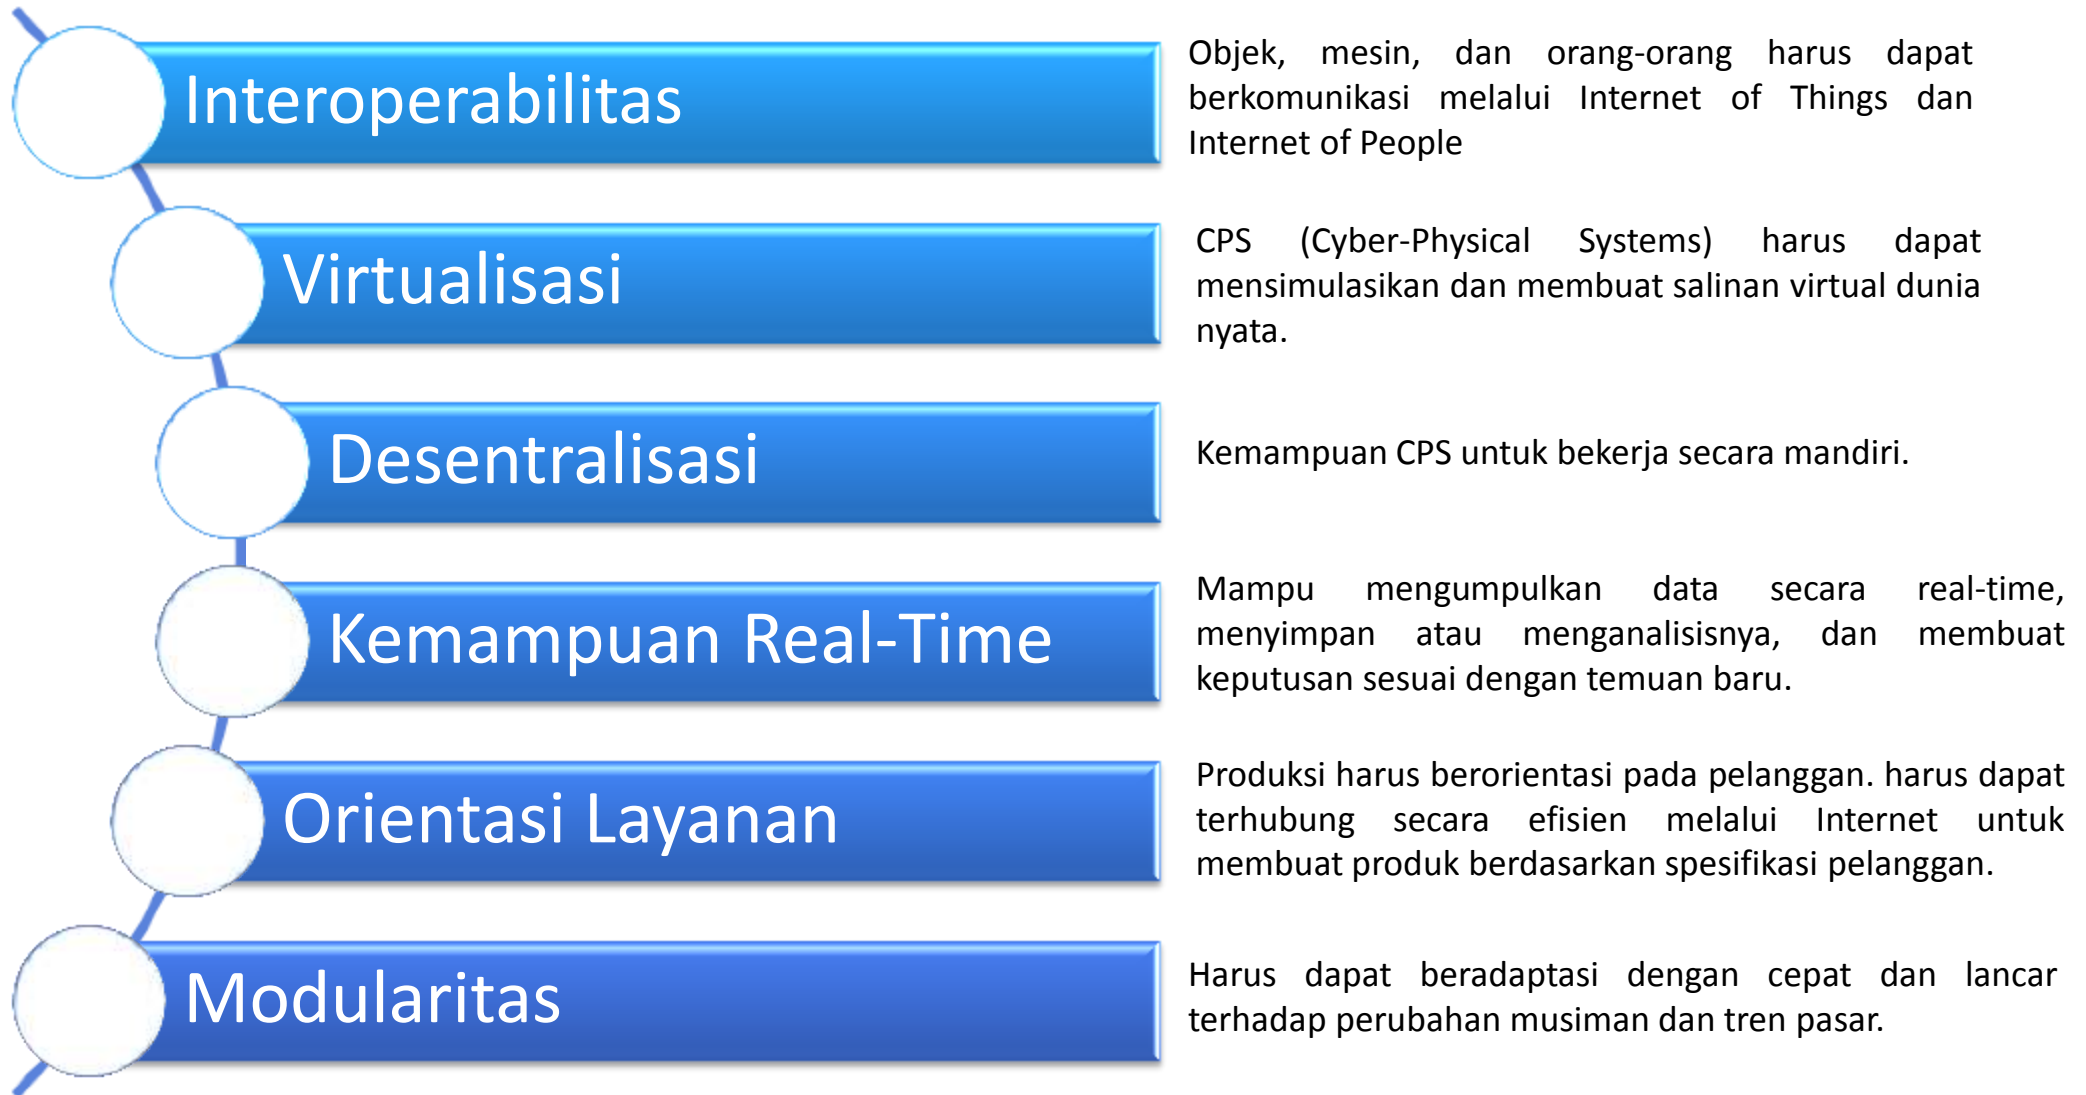 Interoperabilitas
Objek, mesin, dan orang-orang harus dapat
berkomunikasi melalui Internet of Things dan
Internet of People
Virtualisasi
CPS (Cyber-Physical Systems) harus dapat
mensimulasikan dan membuat salinan virtual dunia
nyata.
Desentralisasi
Kemampuan CPS untuk bekerja secara mandiri.
Kemampuan Real-Time
Mampu mengumpulkan data secara real-time,
menyimpan atau menganalisisnya, dan membuat
keputusan sesuai dengan temuan baru.
Orientasi Layanan
Produksi harus berorientasi pada pelanggan. harus dapat
terhubung secara efisien melalui Internet untuk
membuat produk berdasarkan spesifikasi pelanggan.
Modularitas
Harus dapat beradaptasi dengan cepat dan lancar
terhadap perubahan musiman dan tren pasar.